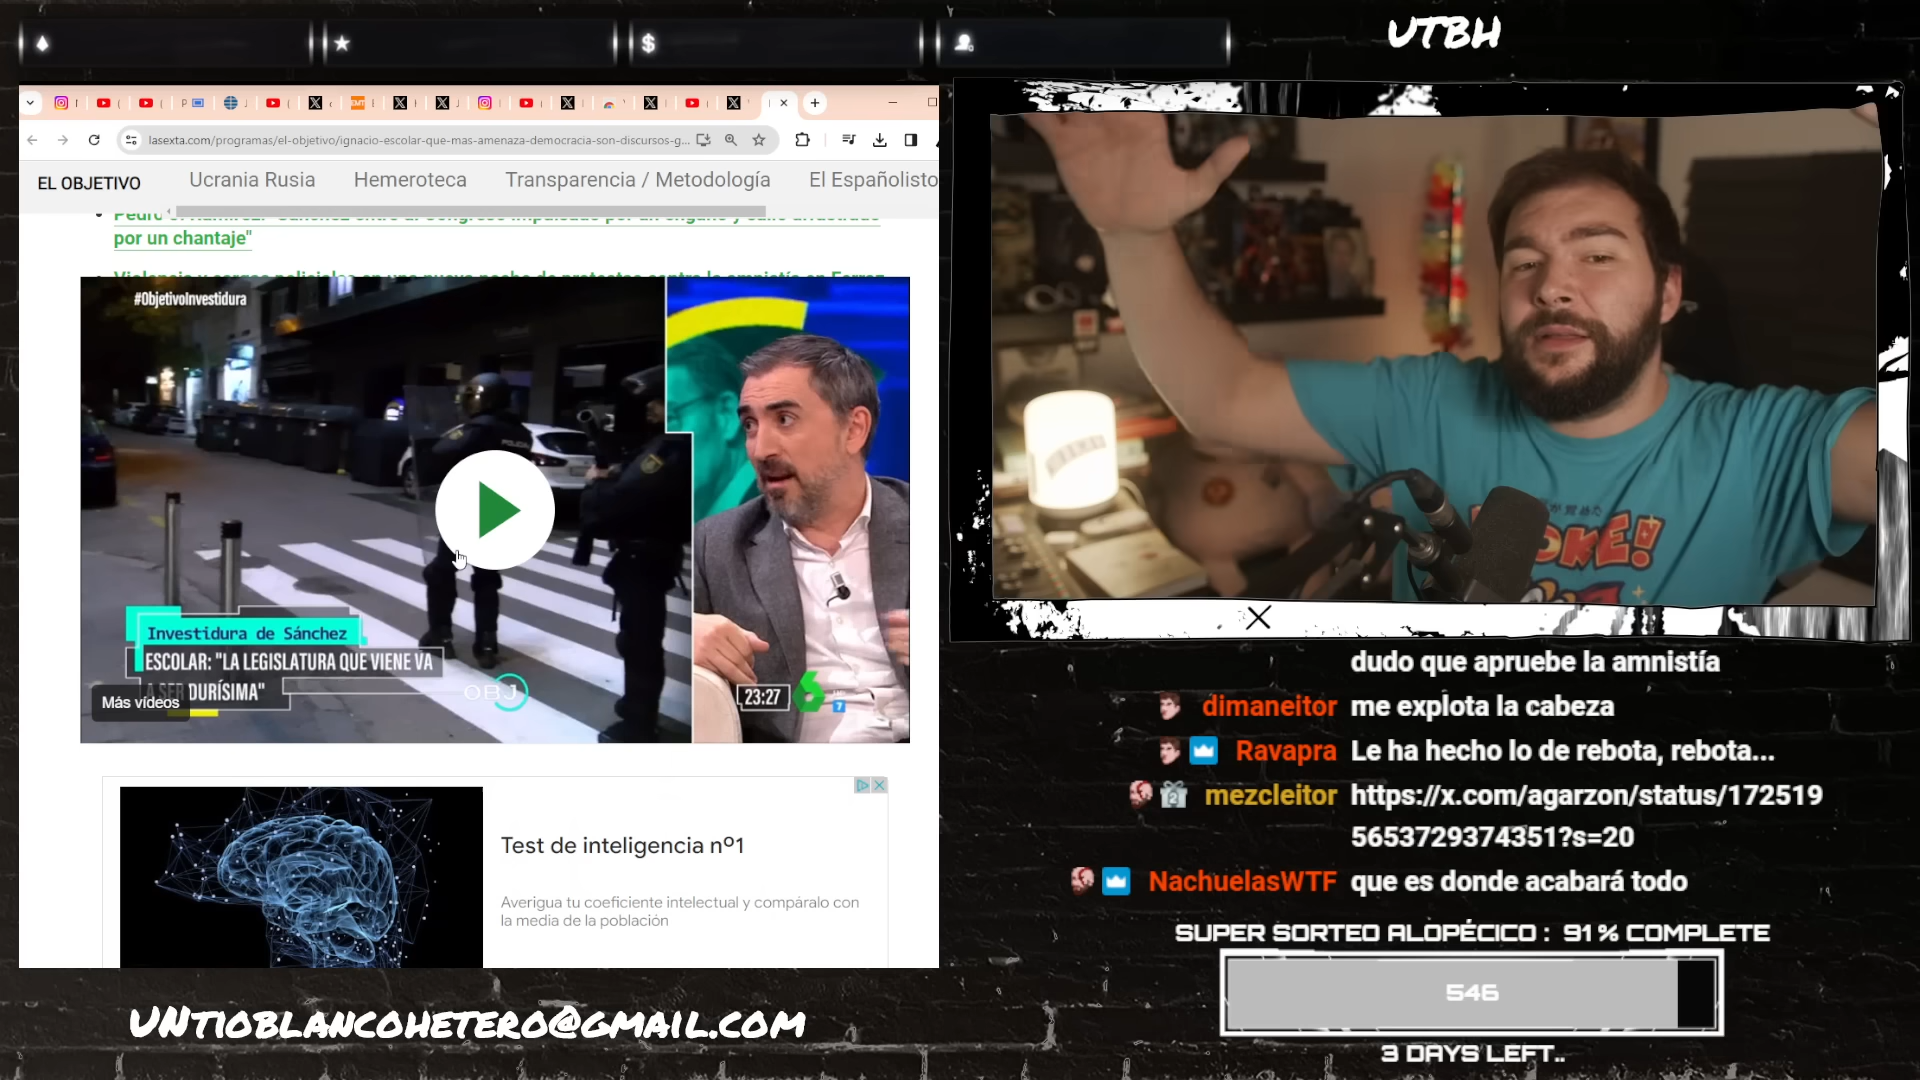 UTBH
lasexta.com/programas/el-objetivo/ignacio-escolar-que-mas-amenaza-democracia-son-discursos-g...
EL OBJETIVO
Ucrania Rusia
Hemeroteca
Transparencia / Metodología
El Españolisto
por un chantaje"
#ObjetivoInvestidura
Investidura de Sánchez
ESCOLAR: "LA LEGISLATURA QUE VIENE VA
A SER DURÍSIMA"
Más vídeos
OBJ
23:27
Test de inteligencia nº1
Averigua tu coeficiente intelectual y compáralo con
la media de la población
dudo que apruebe la amnistía
dimaneitor me explota la cabeza
Ravapra Le ha hecho lo de rebota, rebota...
mezcleitor https://x.com/agarzon/status/172519
5653729374351?s=20
NachuelasWTF que es donde acabará todo
SUPER SORTEO ALOPÉCICO : 91% COMPLETE
546
3 DAYS LEFT..
UNTIOBLANCOHETERO@GMAIL.COM